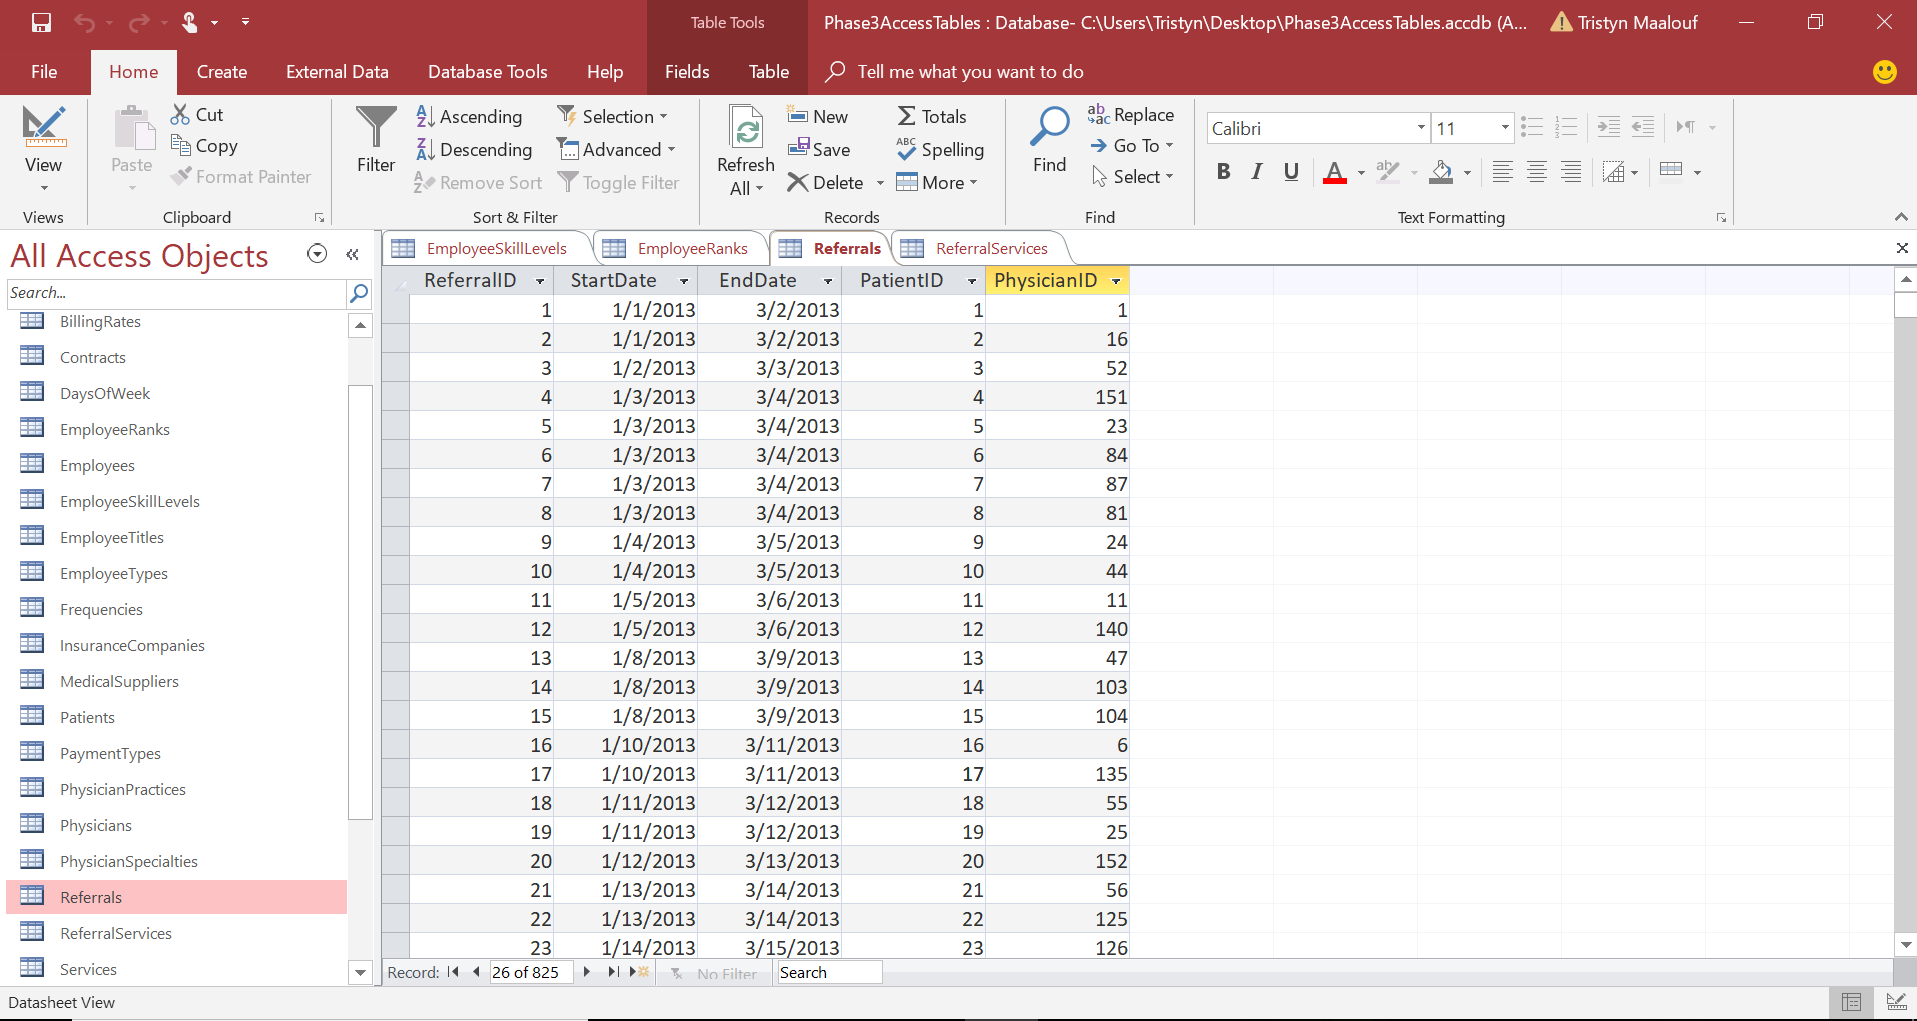 Table Tools
Phase3AccessTables : Database- C:\Users\Tristyn\Desktop\Phase3AccessTables.accdb (A...
Tristyn Maalouf
File Home Create External Data Database Tools Help Fields Table Tell me what you want to do
View
Views
Paste
Cut
Copy
Format Painter
Clipboard
Filter
Ascending
Descending
Remove Sort
Selection
Advanced
Toggle Filter
Sort & Filter
Refresh
All
New
Save
Delete
Totals
Spelling
More
Records
Find
Replace
Go To
Select
Find
Calibri 11
B I U A
Text Formatting
All Access Objects
Search...
BillingRates
Contracts
DaysOfWeek
EmployeeRanks
Employees
EmployeeSkillLevels
EmployeeTitles
EmployeeTypes
Frequencies
InsuranceCompanies
MedicalSuppliers
Patients
PaymentTypes
PhysicianPractices
Physicians
PhysicianSpecialties
Referrals
ReferralServices
Services
EmployeeSkillLevels EmployeeRanks Referrals ReferralServices
ReferralID StartDate EndDate PatientID PhysicianID
1 1/1/2013 3/2/2013 1 1
2 1/1/2013 3/2/2013 2 16
3 1/2/2013 3/3/2013 3 52
4 1/3/2013 3/4/2013 4 151
5 1/3/2013 3/4/2013 5 23
6 1/3/2013 3/4/2013 6 84
7 1/3/2013 3/4/2013 7 87
8 1/3/2013 3/4/2013 8 81
9 1/4/2013 3/5/2013 9 24
10 1/4/2013 3/5/2013 10 44
11 1/5/2013 3/6/2013 11 11
12 1/5/2013 3/6/2013 12 140
13 1/8/2013 3/9/2013 13 47
14 1/8/2013 3/9/2013 14 103
15 1/8/2013 3/9/2013 15 104
16 1/10/2013 3/11/2013 16 6
17 1/10/2013 3/11/2013 17 135
18 1/11/2013 3/12/2013 18 55
19 1/11/2013 3/12/2013 19 25
20 1/12/2013 3/13/2013 20 152
21 1/13/2013 3/14/2013 21 56
22 1/13/2013 3/14/2013 22 125
23 1/14/2013 3/15/2013 23 126
Record: 26 of 825 No Filter Search
Datasheet View